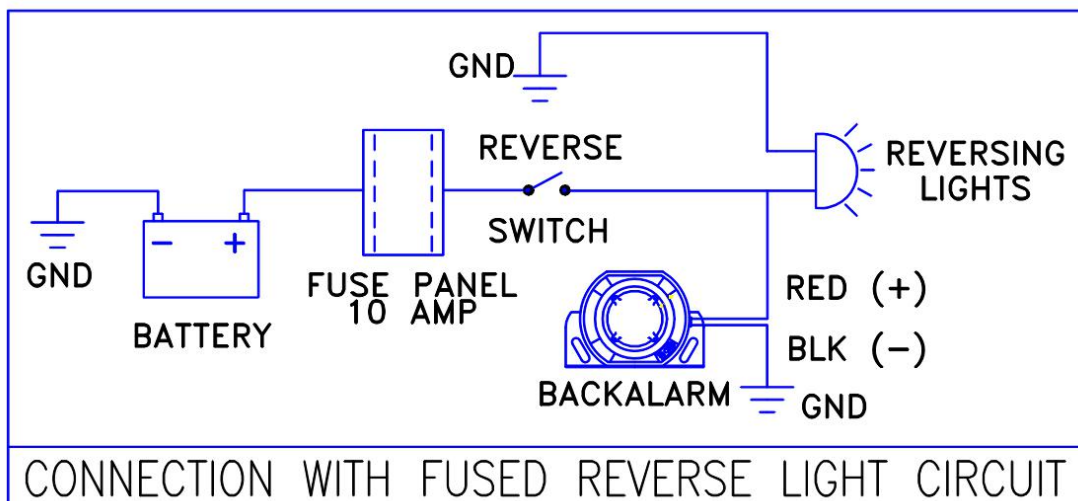 GND
REVERSE
SWITCH
REVERSING
LIGHTS
GND
- +
BATTERY
FUSE PANEL
10 AMP
RED (+)
BLK (-)
BACKALARM
GND
CONNECTION WITH FUSED REVERSE LIGHT CIRCUIT